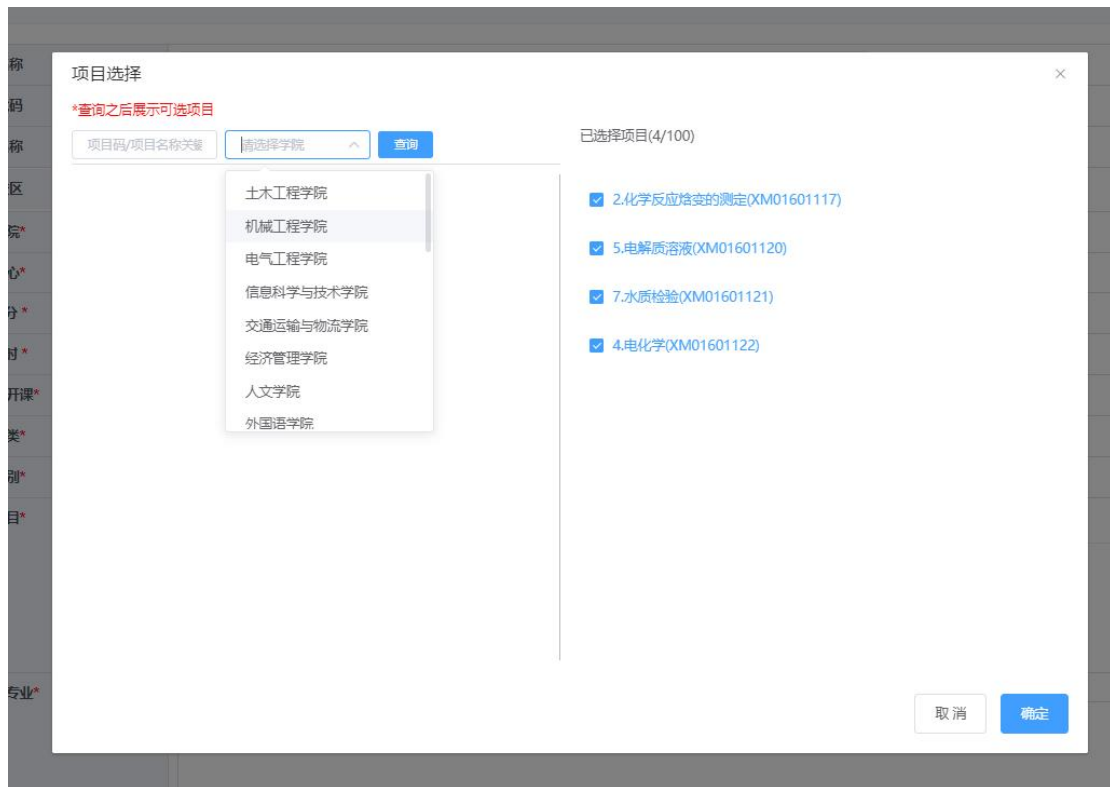 项目选择
*查询之后展示可选项目
项目码/项目名称关键
请选择学院
查询
土木工程学院
机械工程学院
电气工程学院
信息科学与技术学院
交通运输与物流学院
经济管理学院
人文学院
外国语学院
已选择项目(4/100)
2.化学反应焓变的测定(XM01601117)
5.电解质溶液(XM01601120)
7.水质检验(XM01601121)
4.电化学(XM01601122)
取消
确定
称
码
称
区
院*
心*
分*
时*
开课*
类*
别*
目*
专业*